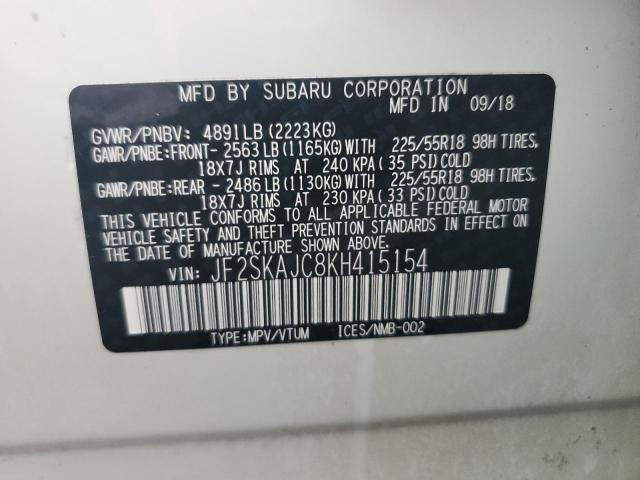 MFD BY SUBARU CORPORATION
MFD IN 09/18
GVWR/PNBV: 4891LB(2223KG)
GAWR/PNBE:FRONT- 2563LB(1165KG)WITH 225/55R18 98H TIRES,
18X7J RIMS AT 240 KPA(35 PSI)COLD
GAWR/PNBE:REAR - 2486LB(1130KG)WITH 225/55R18 98H TIRES,
18X7J RIMS AT 230 KPA(33 PSI)COLD
THIS VEHICLE CONFORMS TO ALL APPLICABLE FEDERAL MOTOR
VEHICLE SAFETY AND THEFT PREVENTION STANDARDS IN EFFECT ON
THE DATE OF MANUFACTURE SHOWN ABOVE.
VIN: JF2SKAJC8KH415154
TYPE:MPV/VTUM ICES/NMB-002